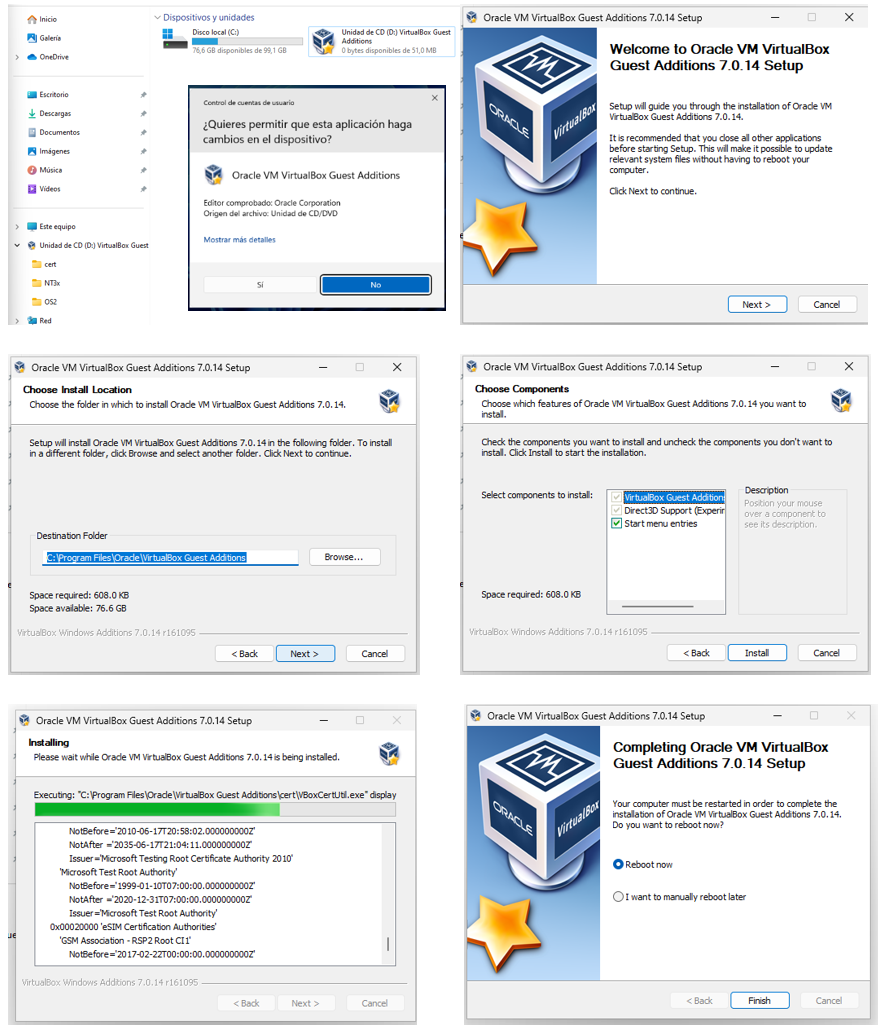 Inicio
Galería
OneDrive
Escritorio
Descargas
Documentos
Imágenes
Música
Vídeos
Este equipo
Unidad de CD (D:) VirtualBox Guest
cert
NT3x
OS2
Red
Dispositivos y unidades
Disco local (C:)
76,6 GB disponibles de 99,1 GB
Unidad de CD (D:) VirtualBox Guest
Additions
0 bytes disponibles de 51,0 MB
Control de cuentas de usuario
¿Quieres permitir que esta aplicación haga
cambios en el dispositivo?
Oracle VM VirtualBox Guest Additions
Editor comprobado: Oracle Corporation
Origen del archivo: Unidad de CD/DVD
Mostrar más detalles
Sí
No
Oracle VM VirtualBox Guest Additions 7.0.14 Setup
ORACLE
VirtualBox
Welcome to Oracle VM VirtualBox
Guest Additions 7.0.14 Setup
Setup will guide you through the installation of Oracle VM
VirtualBox Guest Additions 7.0.14.
It is recommended that you close all other applications
before starting Setup. This will make it possible to update
relevant system files without having to reboot your
computer.
Click Next to continue.
Next >
Cancel
Oracle VM VirtualBox Guest Additions 7.0.14 Setup
Choose Install Location
Choose the folder in which to install Oracle VM VirtualBox Guest Additions 7.0.14.
Setup will install Oracle VM VirtualBox Guest Additions 7.0.14 in the following folder. To install
in a different folder, click Browse and select another folder. Click Next to continue.
Destination Folder
C:\Program Files\Oracle\VirtualBox Guest Additions
Browse...
Space required: 608.0 KB
Space available: 76.6 GB
VirtualBox Windows Additions 7.0.14 r161095
< Back
Next >
Cancel
Oracle VM VirtualBox Guest Additions 7.0.14 Setup
Choose Components
Choose which features of Oracle VM VirtualBox Guest Additions 7.0.14 you want to
install.
Check the components you want to install and uncheck the components you don't want to
install. Click Install to start the installation.
Select components to install:
VirtualBox Guest Additions
Direct3D Support (Experir
Start menu entries
Description
Position your mouse
over a component to
see its description.
Space required: 608.0 KB
VirtualBox Windows Additions 7.0.14 r161095
< Back
Install
Cancel
Oracle VM VirtualBox Guest Additions 7.0.14 Setup
Installing
Please wait while Oracle VM VirtualBox Guest Additions 7.0.14 is being installed.
Executing: "C:\Program Files\Oracle\VirtualBox Guest Additions\cert\VBoxCertUtil.exe" display
NotBefore='2010-06-17T20:58:02.000000000Z'
NotAfter ='2035-06-17T21:04:11.000000000Z'
Issuer='Microsoft Testing Root Certificate Authority 2010'
'Microsoft Test Root Authority'
NotBefore='1999-01-10T07:00:00.000000000Z'
NotAfter ='2020-12-31T07:00:00.000000000Z'
Issuer='Microsoft Test Root Authority'
0x00020000 'eSIM Certification Authorities'
'GSM Association - RSP2 Root CI1'
NotBefore='2017-02-22T00:00:00.000000000Z'
VirtualBox Windows Additions 7.0.14 r161095
< Back
Next >
Cancel
Oracle VM VirtualBox Guest Additions 7.0.14 Setup
ORACLE
VirtualBox
Completing Oracle VM VirtualBox
Guest Additions 7.0.14 Setup
Your computer must be restarted in order to complete the
installation of Oracle VM VirtualBox Guest Additions 7.0.14.
Do you want to reboot now?
Reboot now
I want to manually reboot later
< Back
Finish
Cancel